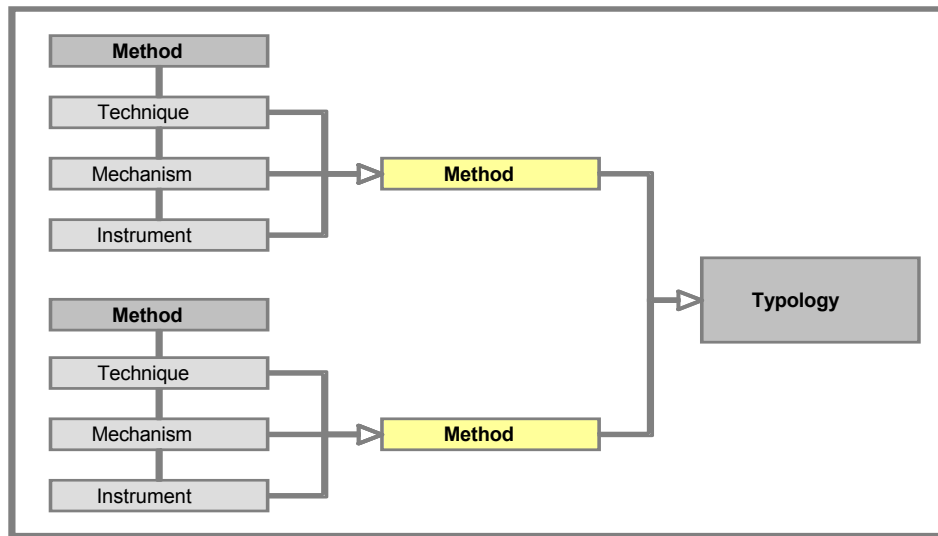 Method
Technique
Mechanism
Method
Instrument
Typology
Method
Technique
Mechanism
Method
Instrument